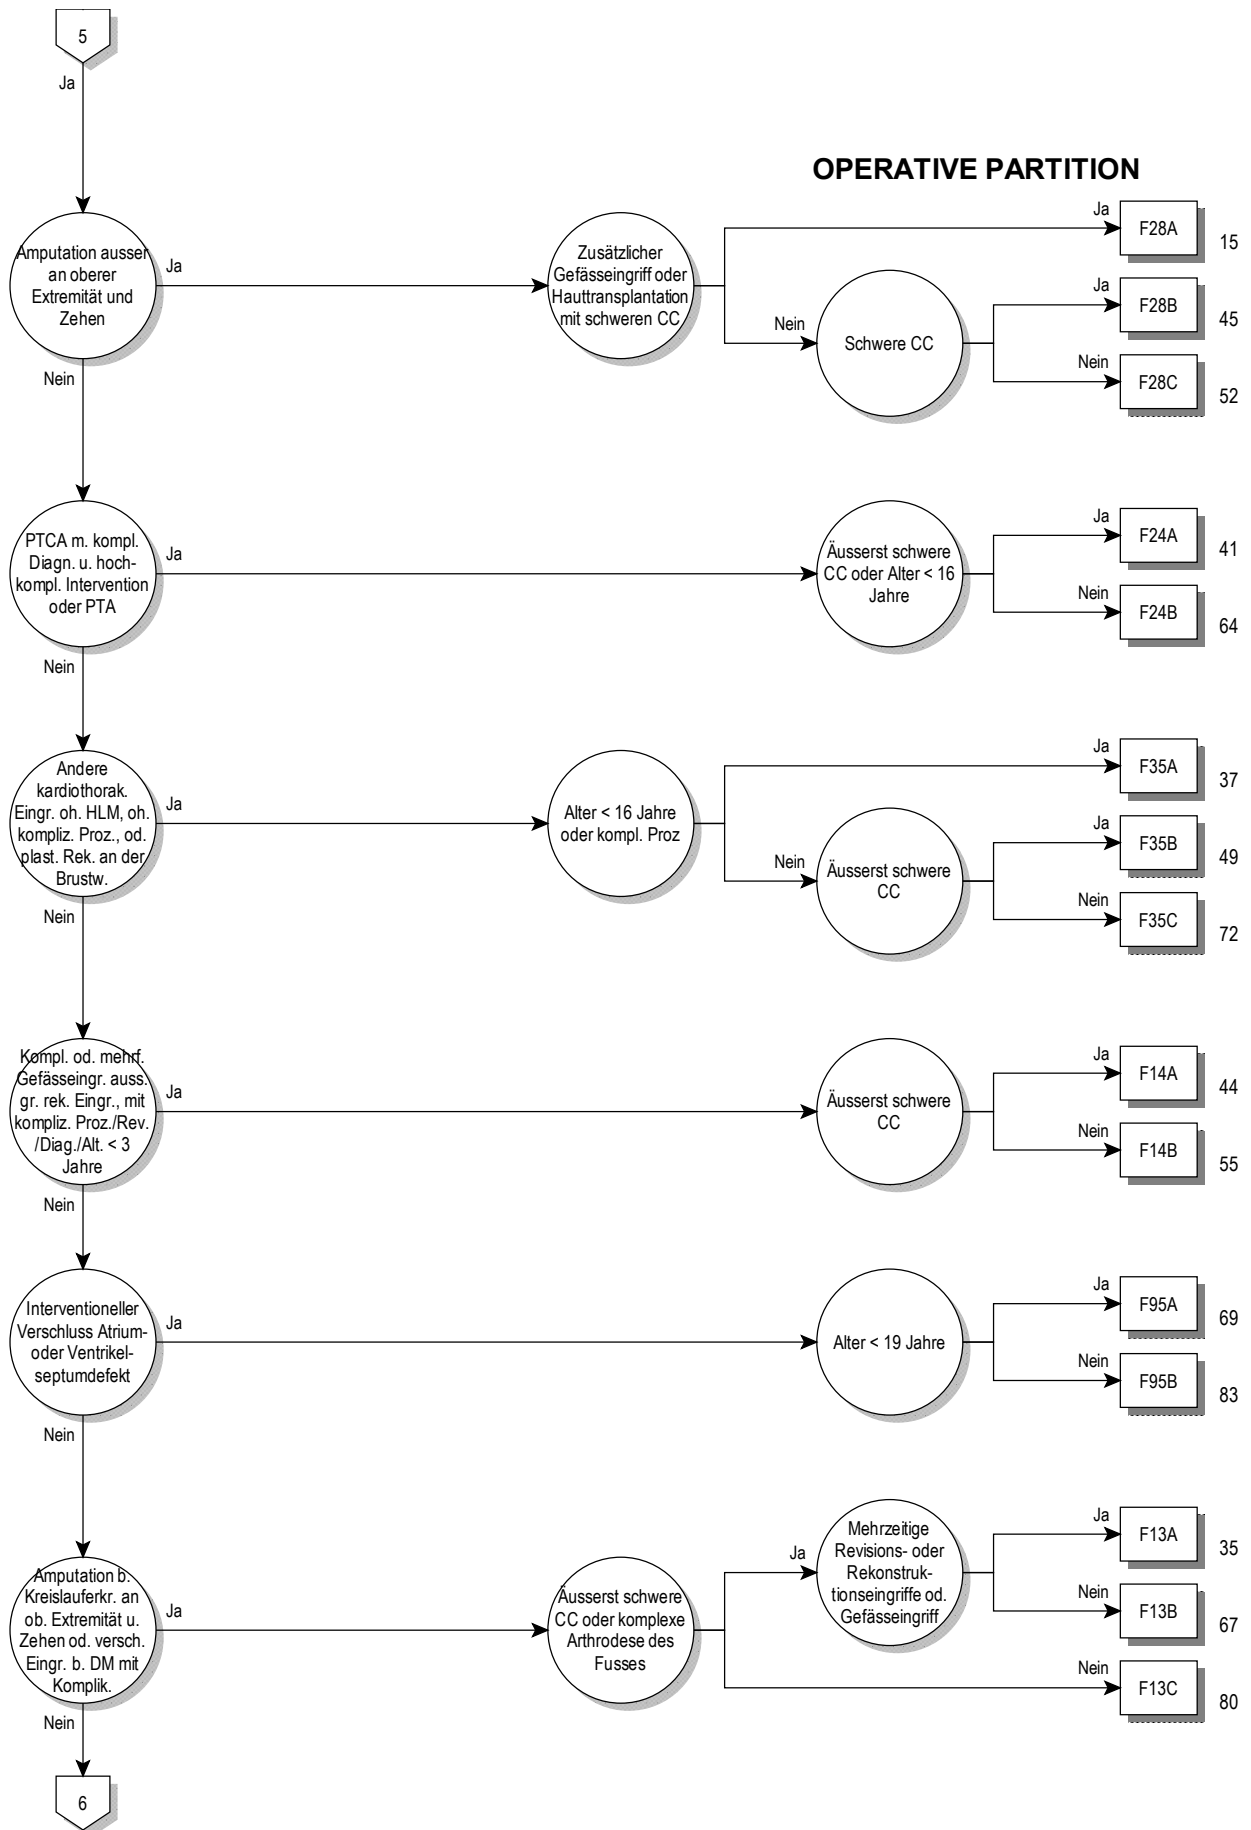 5
Ja
OPERATIVE PARTITION
Amputation ausser
an oberer
Extremität und
Zehen
Ja
Zusätzlicher
Gefässeingriff oder
Hauttransplantation
mit schweren CC
Ja
F28A
15
Nein
Schwere CC
Ja
F28B
45
Nein
F28C
52
Nein
PTCA m. kompl.
Diagn. u. hoch-
kompl. Intervention
oder PTA
Ja
Äusserst schwere
CC oder Alter < 16
Jahre
Ja
F24A
41
Nein
F24B
64
Nein
Andere
kardiothorak.
Eingr. oh. HLM, oh.
kompliz. Proz., od.
plast. Rek. an der
Brustw.
Ja
Alter < 16 Jahre
oder kompl. Proz
Ja
F35A
37
Nein
Äusserst schwere
CC
Ja
F35B
49
Nein
F35C
72
Nein
Kompl. od. mehrf.
Gefässeingr. auss.
gr. rek. Eingr., mit
kompliz. Proz./Rev.
/Diag./Alt. < 3
Jahre
Ja
Äusserst schwere
CC
Ja
F14A
44
Nein
F14B
55
Nein
Interventioneller
Verschluss Atrium-
oder Ventrikel-
septumdefekt
Ja
Alter < 19 Jahre
Ja
F95A
69
Nein
F95B
83
Nein
Amputation b.
Kreislauferkr. an
ob. Extremität u.
Zehen od. versch.
Eingr. b. DM mit
Komplik.
Ja
Äusserst schwere
CC oder komplexe
Arthrodese des
Fusses
Ja
Mehrzeitige
Revisions- oder
Rekonstruk-
tionseingriffe od.
Gefässeingriff
Ja
F13A
35
Nein
F13B
67
Nein
F13C
80
Nein
6